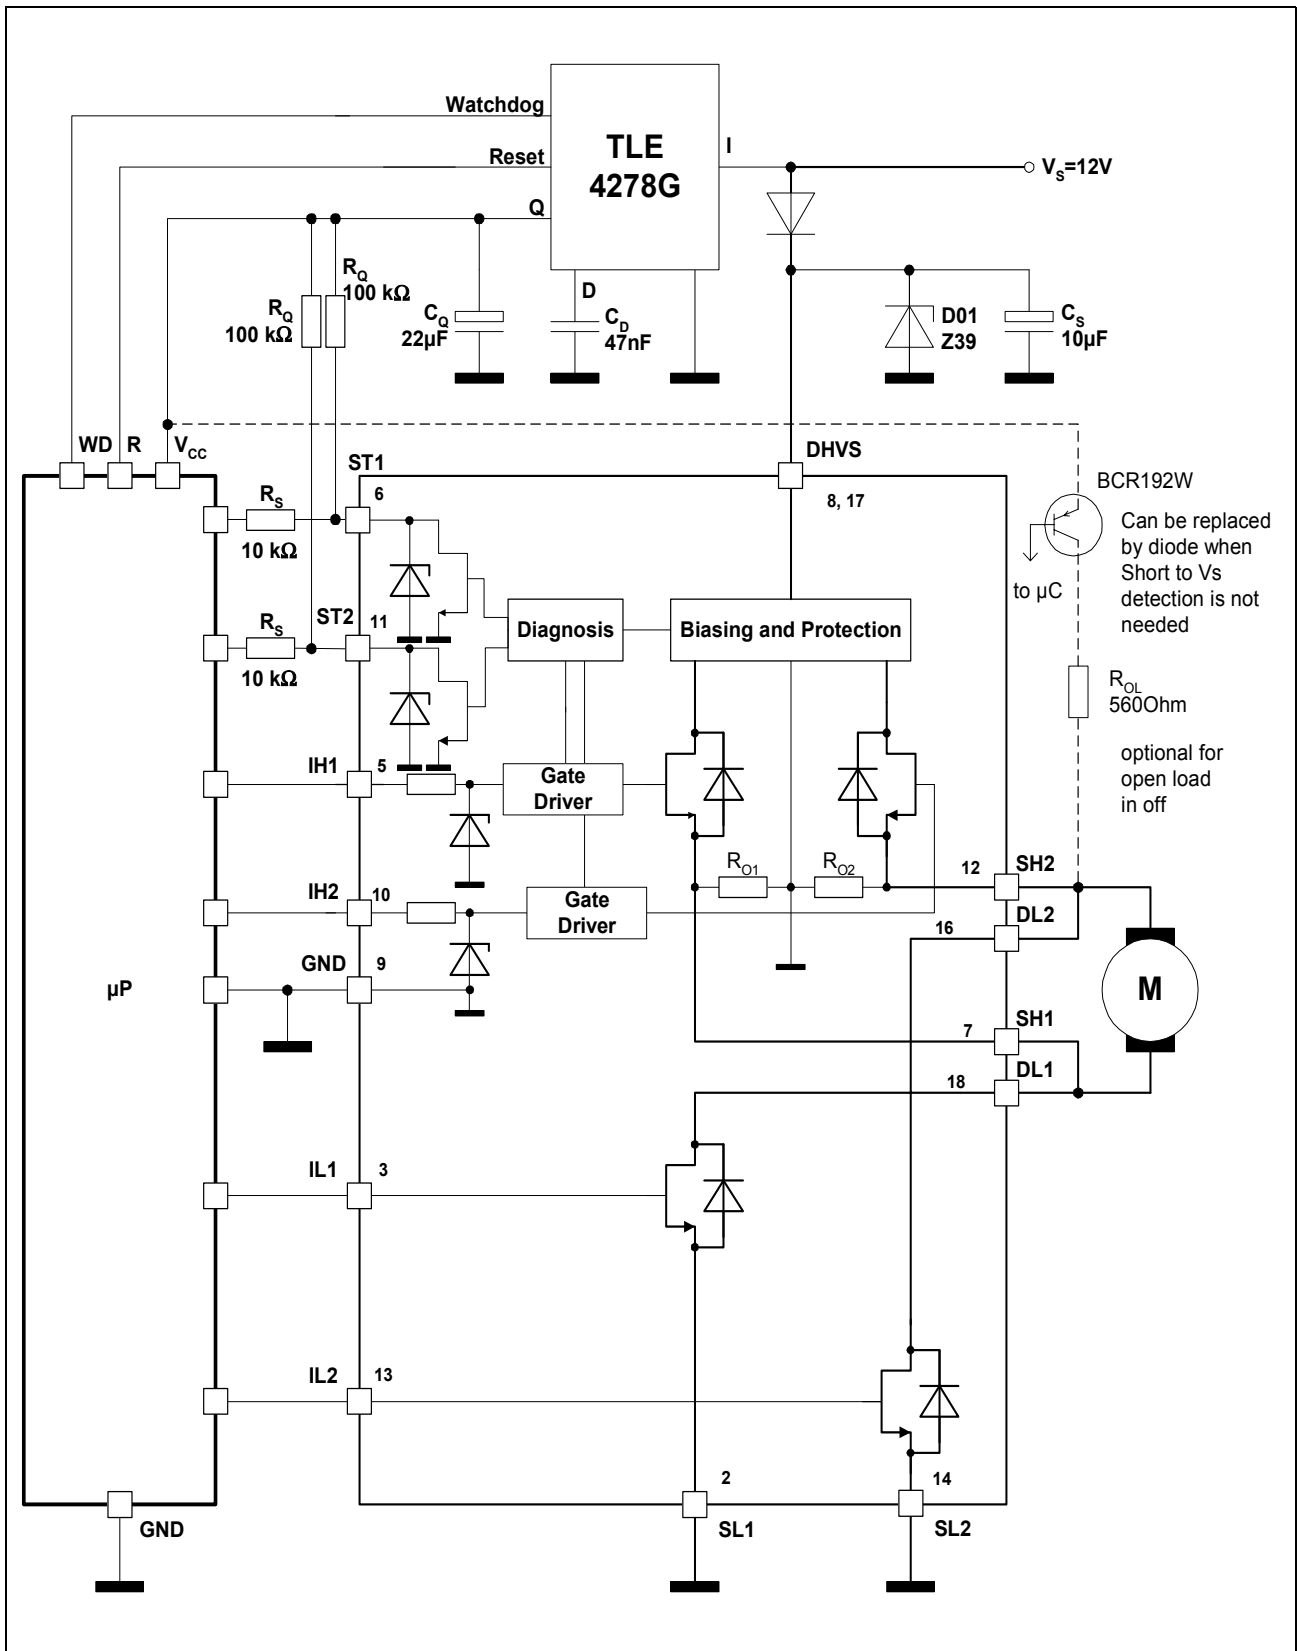 Watchdog
TLE
4278G
I
Reset
V_S=12V
Q
R_Q
100 kΩ
R_Q
100 kΩ
D
C_Q
22µF
C_D
47nF
D01
Z39
C_S
10µF
WD
R
V_CC
ST1
DHVS
8, 17
BCR192W
R_S
6
10 kΩ
Can be replaced
by diode when
Short to Vs
detection is not
needed
to µC
ST2
R_S
11
10 kΩ
Diagnosis
Biasing and Protection
R_OL
560Ohm
optional for
open load
in off
IH1
5
Gate
Driver
R_O1
R_O2
12
SH2
IH2
10
Gate
Driver
16
DL2
GND
9
µP
M
SH1
7
DL1
18
IL1
3
IL2
13
2
14
GND
SL1
SL2